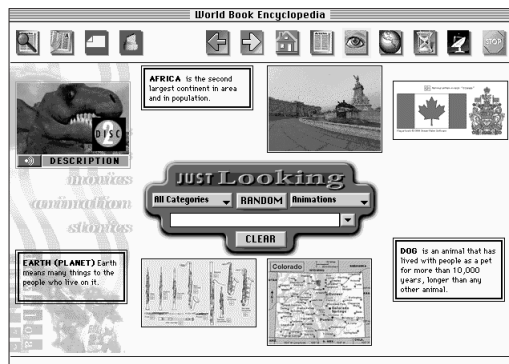 World Book Encyclopedia
STOP
AFRICA is the second
largest continent in area
and in population.
DISC
2
DESCRIPTION
movies
animation
stories
JUST Looking
All Categories
RANDOM
Animations
CLEAR
EARTH (PLANET) Earth
means many things to the
people who live on it.
Colorado
DOG is an animal that has
lived with people as a pet
for more than 10,000
years, longer than any
other animal.